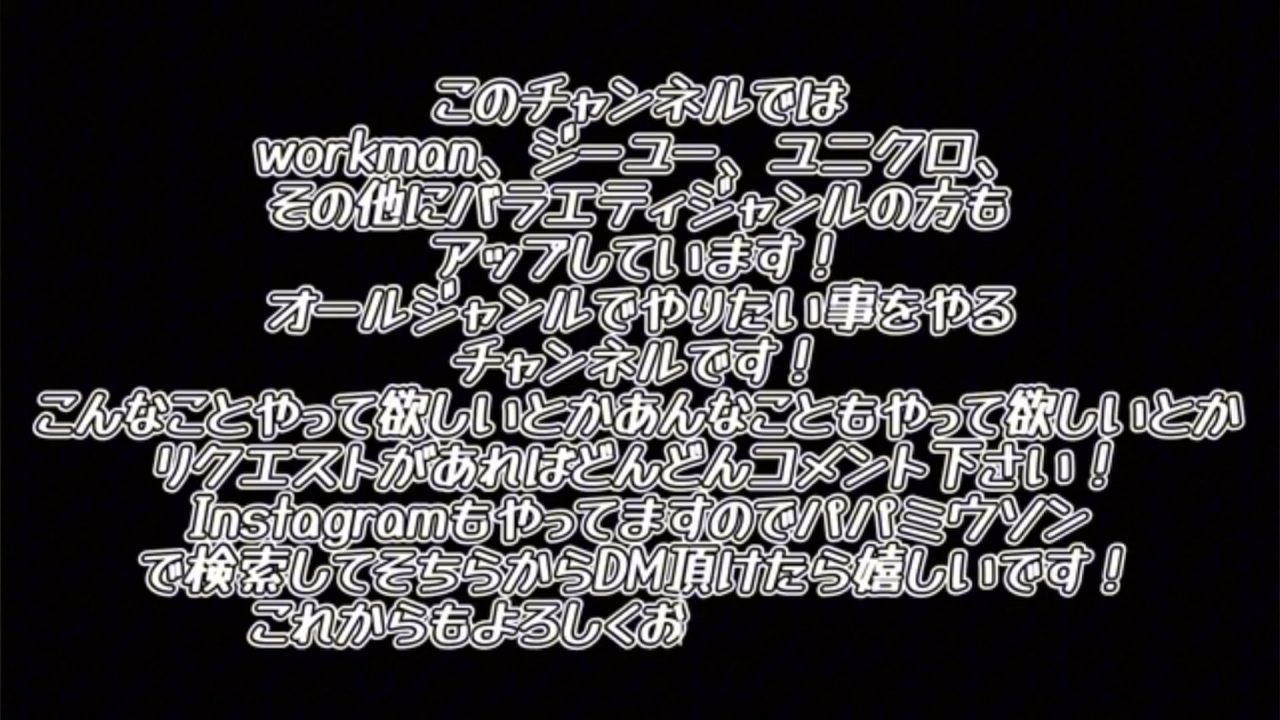 このチャンネルでは
workman、ジーユー、ユニクロ、
その他にバラエティジャンルの方も
アップしています！
オールジャンルでやりたい事をやる
チャンネルです！
こんなことやって欲しいとかあんなこともやって欲しいとか
リクエストがあればどんどんコメント下さい！
Instagramもやってますのでパパミウソン
で検索してそちらからDM頂けたら嬉しいです！
これからもよろしくお